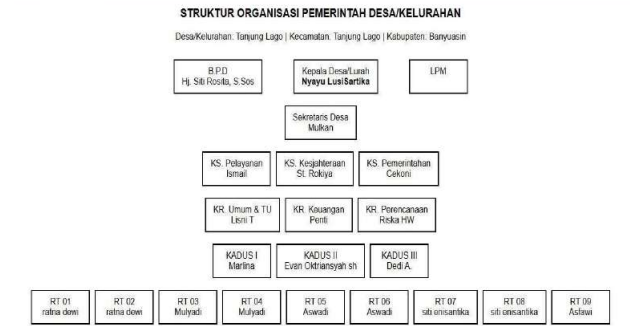 STRUKTUR ORGANISASI PEMERINTAH DESA/KELURAHAN
Desa/Kelurahan: Tanjung Lago | Kecamatan: Tanjung Lago | Kabupaten: Banyuasin
B.P.D
Hj. Siti Rosita, S.Sos
Kepala Desa/Lurah
Nyayu LusiSartika
LPM
Sekretaris Desa
Mulkan
KS. Pelayanan
Ismail
KS. Kesjahteraan
St. Rokiya
KS. Pemerintahan
Cekoni
KR. Umum & TU
Lisni T
KR. Keuangan
Penti
KR. Perencanaan
Riska HW
KADUS I
Marlina
KADUS II
Evan Oktriansyah sh
KADUS III
Dedi A.
RT 01
ratna dewi
RT 02
ratna dewi
RT 03
Mulyadi
RT 04
Mulyadi
RT 05
Aswadi
RT 06
Aswadi
RT 07
siti enisantika
RT 08
siti enisantika
RT 09